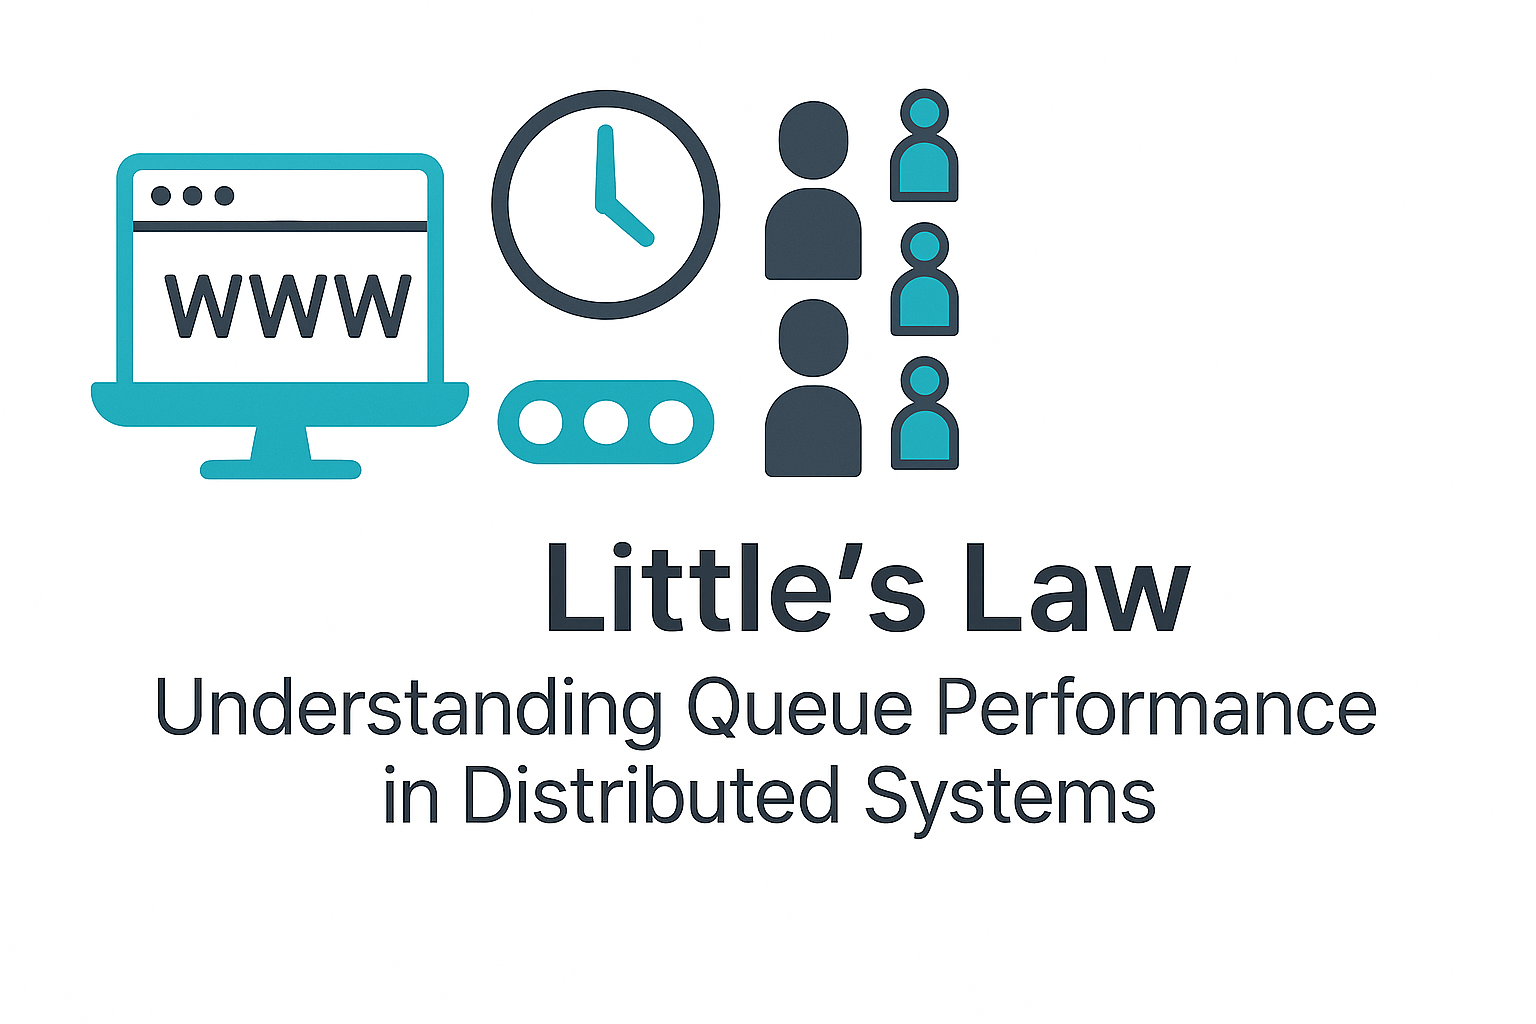 WWW
Little’s Law
Understanding Queue Performance
in Distributed Systems